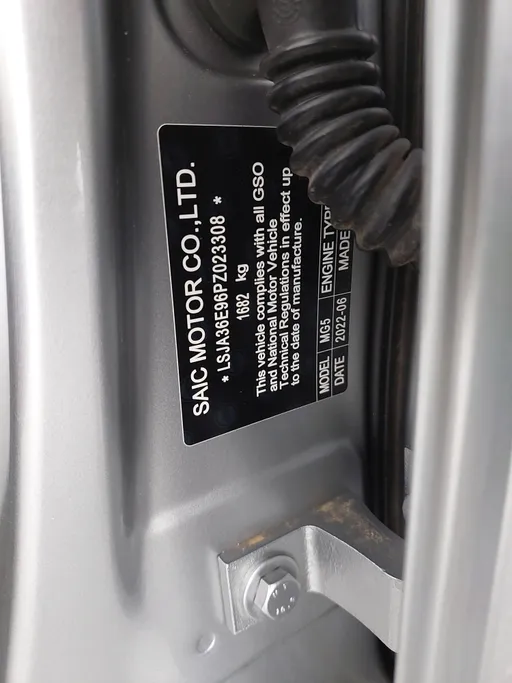 SAIC MOTOR CO.,LTD.
* LSJA36E96PZ023308 *
1682 kg
This vehicle complies with all GSO
and National Motor Vehicle
Technical Regulations in effect up
to the date of manufacture.
MODEL MG5 ENGINE TYPE
DATE 2022-06 MADE